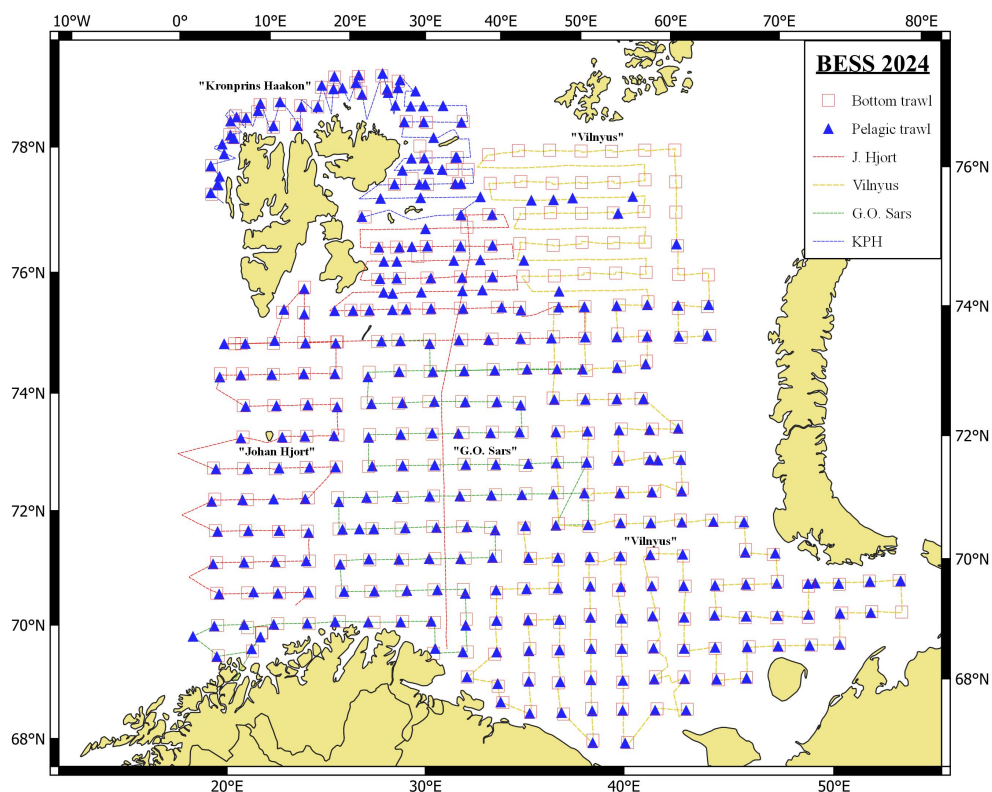 10°W 0° 10°E 20°E 30°E 40°E 50°E 60°E 70°E 80°E
BESS 2024
"Kronprins Haakon"
Bottom trawl
Pelagic trawl
"Vilnyus"
78°N
J. Hjort
76°N
Vilnyus
G.O. Sars
KPH
76°N
74°N
74°N
72°N
"Johan Hjort" "G.O. Sars"
72°N
"Vilnyus"
70°N
70°N
68°N
68°N
20°E 30°E 40°E 50°E